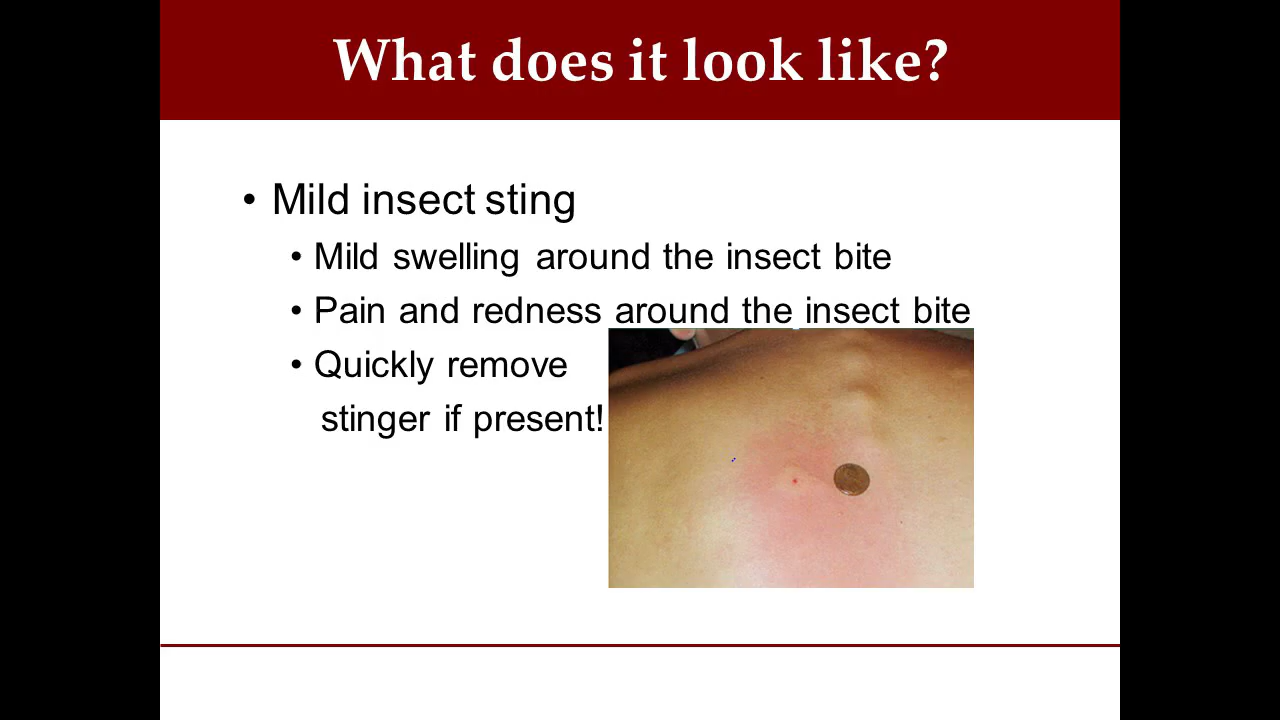 What does it look like?
• Mild insect sting
• Mild swelling around the insect bite
• Pain and redness around the insect bite
• Quickly remove
stinger if present!